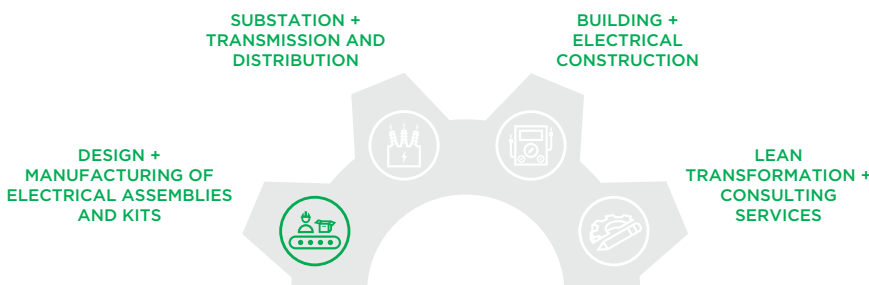 SUBSTATION +
TRANSMISSION AND
DISTRIBUTION
BUILDING +
ELECTRICAL
CONSTRUCTION
DESIGN +
MANUFACTURING OF
ELECTRICAL ASSEMBLIES
AND KITS
LEAN
TRANSFORMATION +
CONSULTING
SERVICES